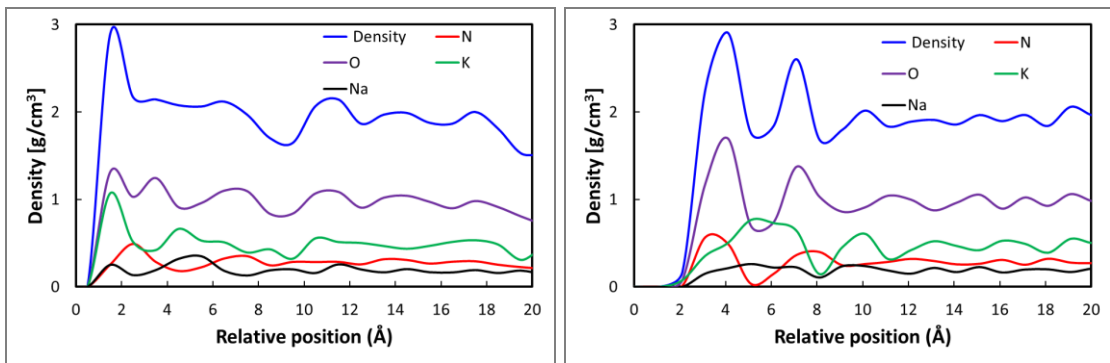 3
2
1
0
Density [g/cm³]
0 2 4 6 8 10 12 14 16 18 20
Relative position (Å)
Density N
O K
Na
3
2
1
0
Density [g/cm³]
0 2 4 6 8 10 12 14 16 18 20
Relative position (Å)
Density N
O K
Na